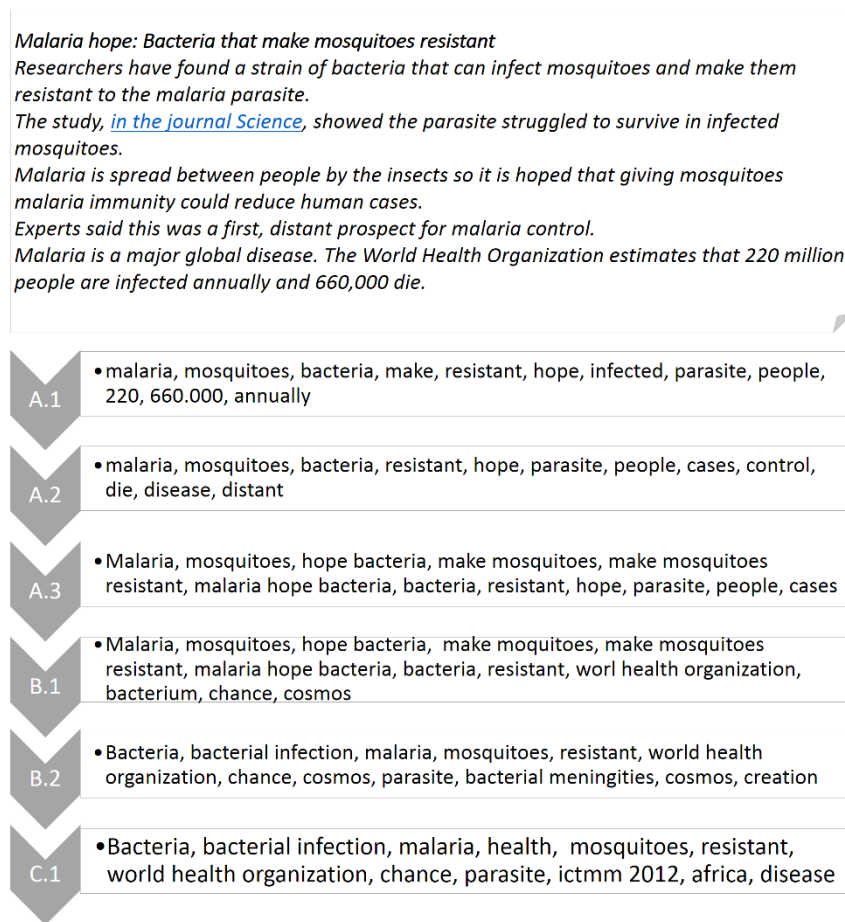 Malaria hope: Bacteria that make mosquitoes resistant
Researchers have found a strain of bacteria that can infect mosquitoes and make them
resistant to the malaria parasite.
The study, in the journal Science, showed the parasite struggled to survive in infected
mosquitoes.
Malaria is spread between people by the insects so it is hoped that giving mosquitoes
malaria immunity could reduce human cases.
Experts said this was a first, distant prospect for malaria control.
Malaria is a major global disease. The World Health Organization estimates that 220 million
people are infected annually and 660,000 die.
A.1
• malaria, mosquitoes, bacteria, make, resistant, hope, infected, parasite, people,
220, 660.000, annually
A.2
• malaria, mosquitoes, bacteria, resistant, hope, parasite, people, cases, control,
die, disease, distant
A.3
• Malaria, mosquitoes, hope bacteria, make mosquitoes, make mosquitoes
resistant, malaria hope bacteria, bacteria, resistant, hope, parasite, people, cases
B.1
• Malaria, mosquitoes, hope bacteria, make moquitoes, make mosquitoes
resistant, malaria hope bacteria, bacteria, resistant, worl health organization,
bacterium, chance, cosmos
B.2
• Bacteria, bacterial infection, malaria, mosquitoes, resistant, world health
organization, chance, cosmos, parasite, bacterial meningities, cosmos, creation
C.1
• Bacteria, bacterial infection, malaria, health, mosquitoes, resistant,
world health organization, chance, parasite, ictmm 2012, africa, disease